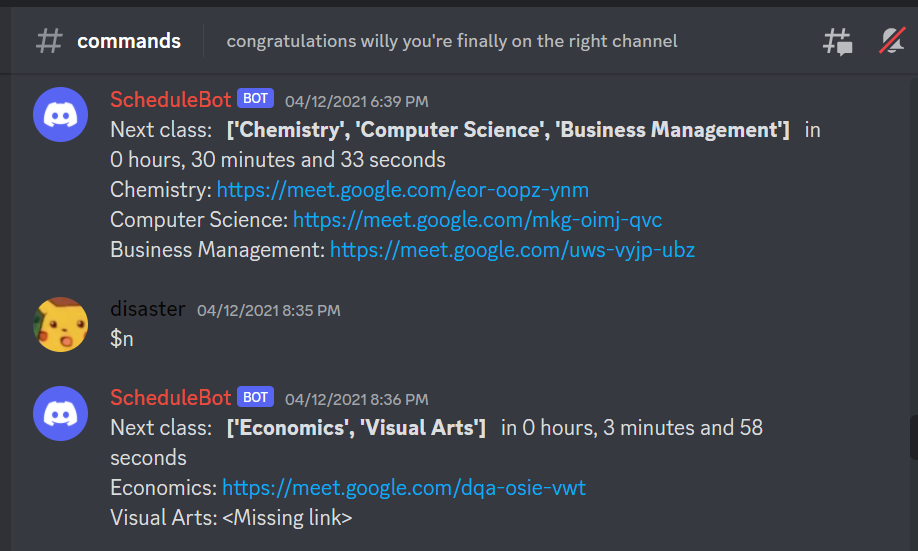 # commands congratulations willy you're finally on the right channel
ScheduleBot BOT 04/12/2021 6:39 PM
Next class: ['Chemistry', 'Computer Science', 'Business Management'] in
0 hours, 30 minutes and 33 seconds
Chemistry: https://meet.google.com/eor-oopz-ynm
Computer Science: https://meet.google.com/mkg-oimj-qvc
Business Management: https://meet.google.com/uws-vyjp-ubz
disaster 04/12/2021 8:35 PM
$n
ScheduleBot BOT 04/12/2021 8:36 PM
Next class: ['Economics', 'Visual Arts'] in 0 hours, 3 minutes and 58
seconds
Economics: https://meet.google.com/dqa-osie-vwt
Visual Arts: <Missing link>